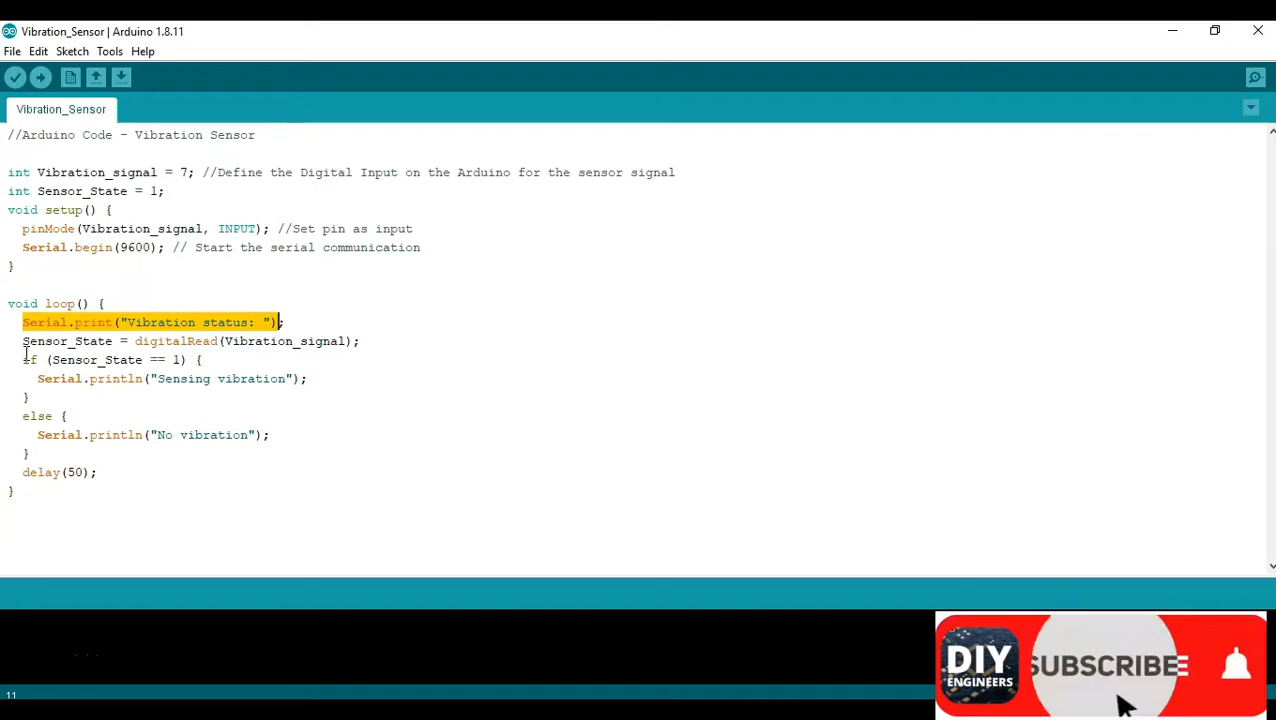 Vibration_Sensor | Arduino 1.8.11
File Edit Sketch Tools Help
Vibration_Sensor
//Arduino Code - Vibration Sensor
int Vibration_signal = 7; //Define the Digital Input on the Arduino for the sensor signal
int Sensor_State = 1;
void setup() {
pinMode(Vibration_signal, INPUT); //Set pin as input
Serial.begin(9600); // Start the serial communication
}
void loop() {
Serial.print("Vibration status: ");
Sensor_State = digitalRead(Vibration_signal);
if (Sensor_State == 1) {
Serial.println("Sensing vibration");
}
else {
Serial.println("No vibration");
}
delay(50);
}
DIY
ENGINEERS
SUBSCRIBE
11